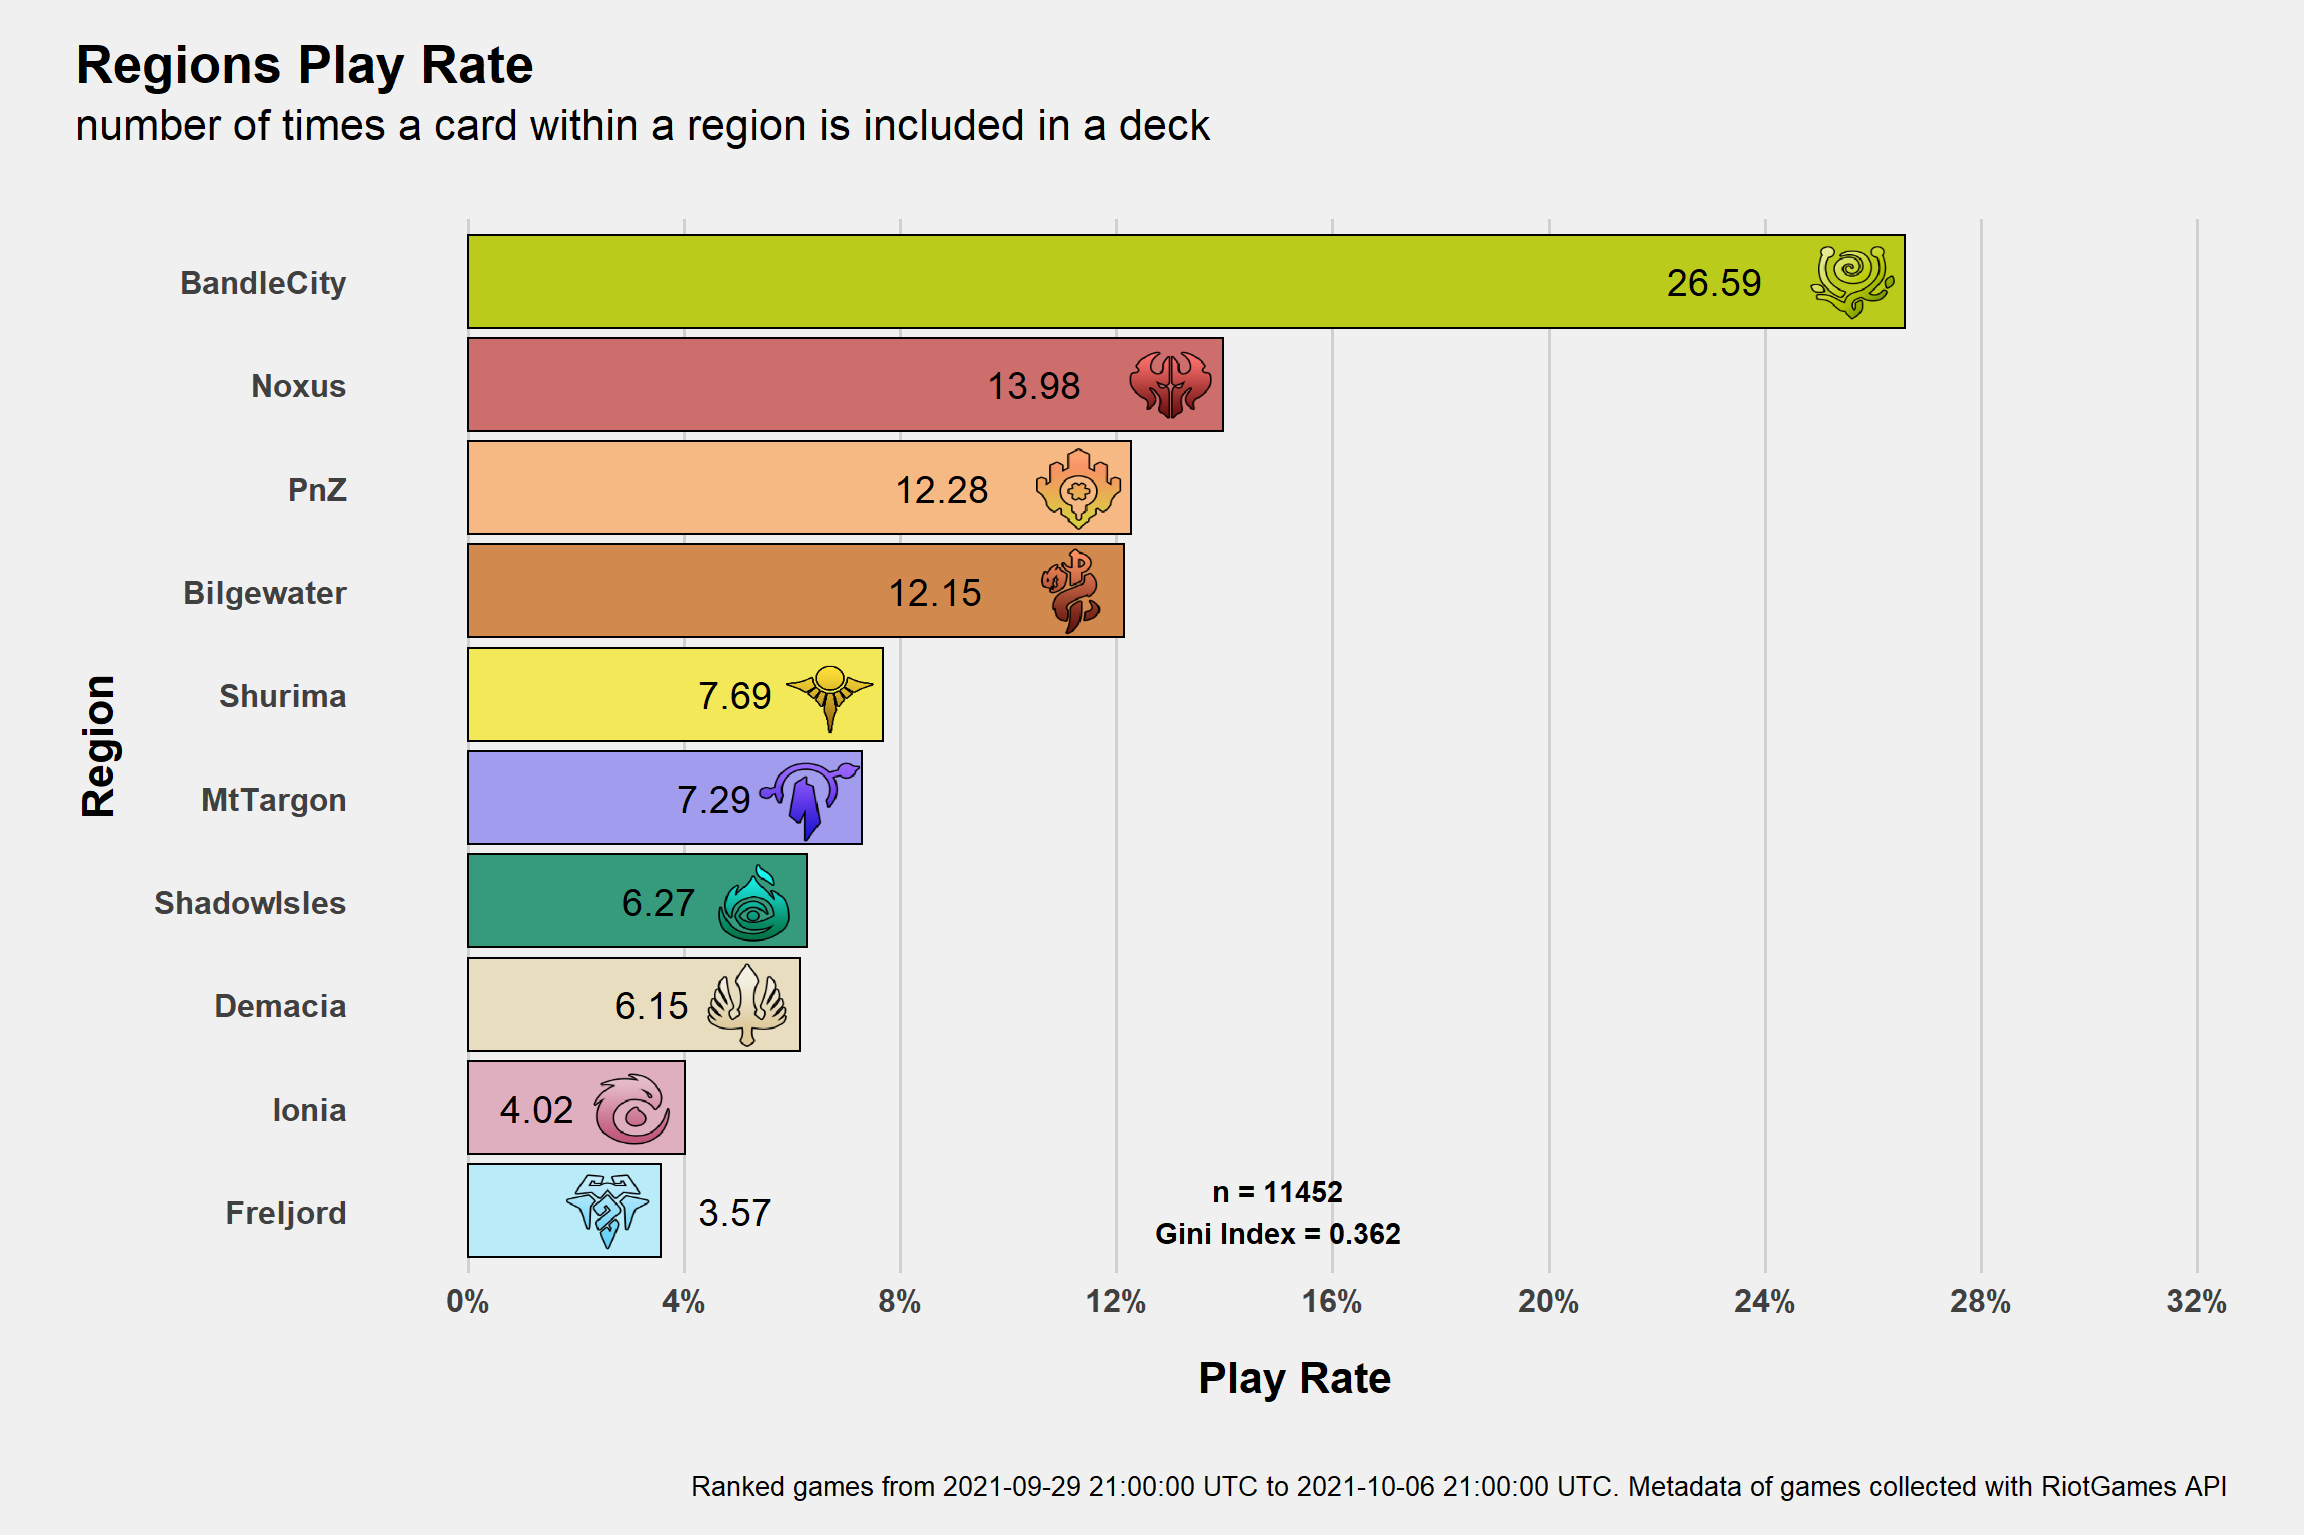 Regions Play Rate
number of times a card within a region is included in a deck
BandleCity 26.59
Noxus 13.98
PnZ 12.28
Bilgewater 12.15
Shurima 7.69
MtTargon 7.29
ShadowIsles 6.27
Demacia 6.15
Ionia 4.02
Freljord 3.57
Region
n = 11452
Gini Index = 0.362
0% 4% 8% 12% 16% 20% 24% 28% 32%
Play Rate
Ranked games from 2021-09-29 21:00:00 UTC to 2021-10-06 21:00:00 UTC. Metadata of games collected with RiotGames API